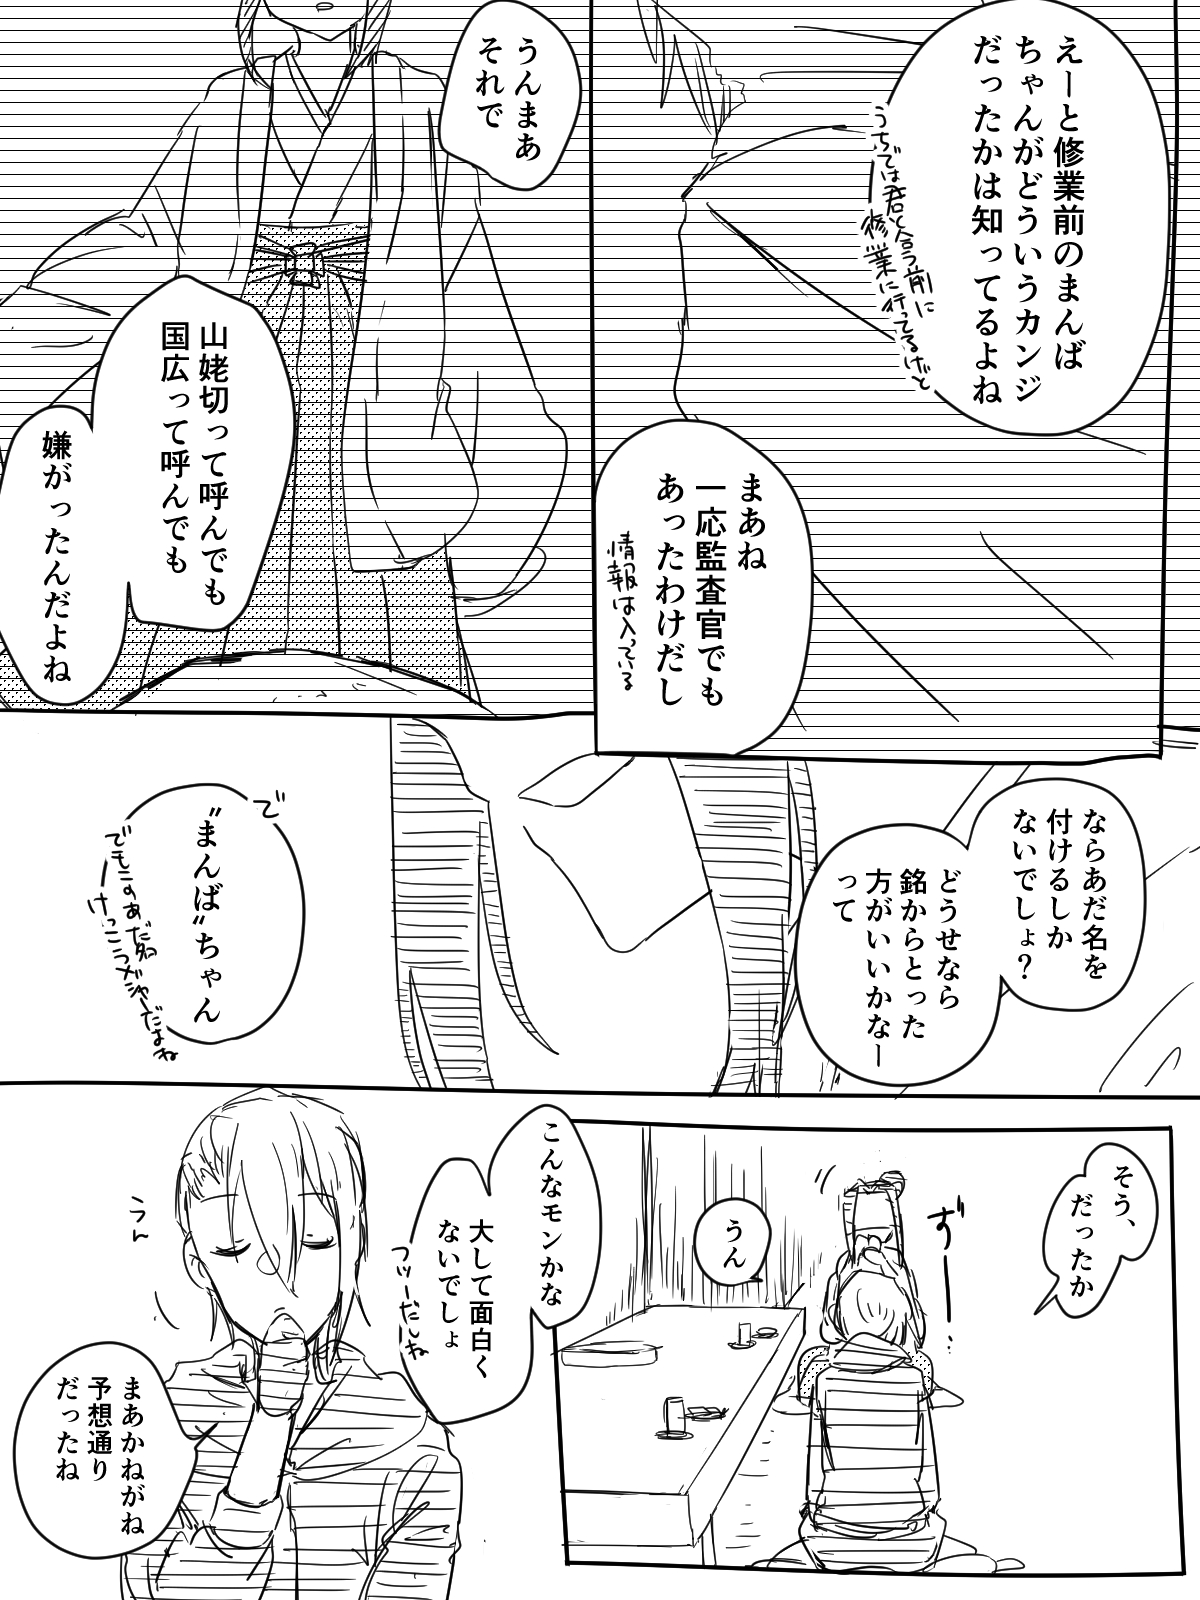 えーと修業前のまんば
ちゃんがどういうカンジ
だったかは知ってるよね
うちでは君と会う前に
修業に行ってるけど
まあね
一応監査官でも
あったわけだし
情報は入っている
うんまあ
それで
山姥切って呼んでも
国広って呼んでも
嫌がったんだよね
ならあだ名を
付けるしか
ないでしょ？
どうせなら
銘からとった
方がいいかなー
って
で
〝まんば〟ちゃん
でもこのあだ名
けっこうメジャーだよね
そう、
だったか
ずーっ
うん
こんなモンかな
大して面白く
ないでしょ
フツーだしね
うん
まあかねがね
予想通り
だったね